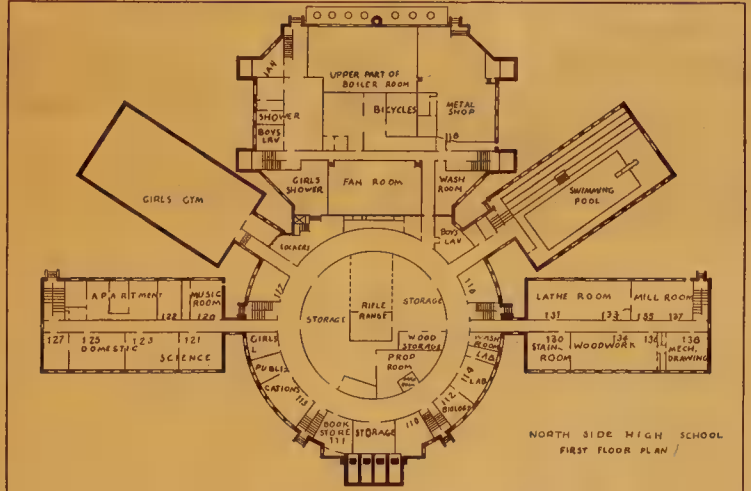 UPPER PART OF
BOILER ROOM
LAV
BICYCLES
METAL
SHOP
118
SHOWER
BOYS
LAV
GIRLS
SHOWER
FAN ROOM
WASH
ROOM
GIRLS GYM
SWIMMING
POOL
LOCKERS
BOYS
LAV
117
116
STORAGE
RIFLE
RANGE
STORAGE
APARTMENT
MUSIC
ROOM
122
120
127
125
123
121
DOMESTIC
SCIENCE
LATHE ROOM
MILL ROOM
131
133
135
137
130
134
136
138
STAIN
ROOM
WOODWORK
MECH.
DRAWING
GIRLS
L
PUBLI
CATIONS
113
WOOD
STORAGE
PROP
ROOM
WASH
ROOM
LAB
114
LAB
112
BIOLOGY
BOOK
STORE
111
STORAGE
110
NORTH SIDE HIGH SCHOOL
FIRST FLOOR PLAN